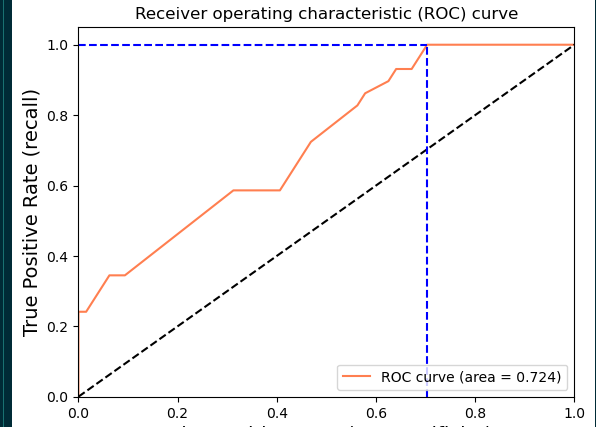 Receiver operating characteristic (ROC) curve
1.0
0.8
0.6
0.4
0.2
0.0
True Positive Rate (recall)
ROC curve (area = 0.724)
0.0 0.2 0.4 0.6 0.8 1.0